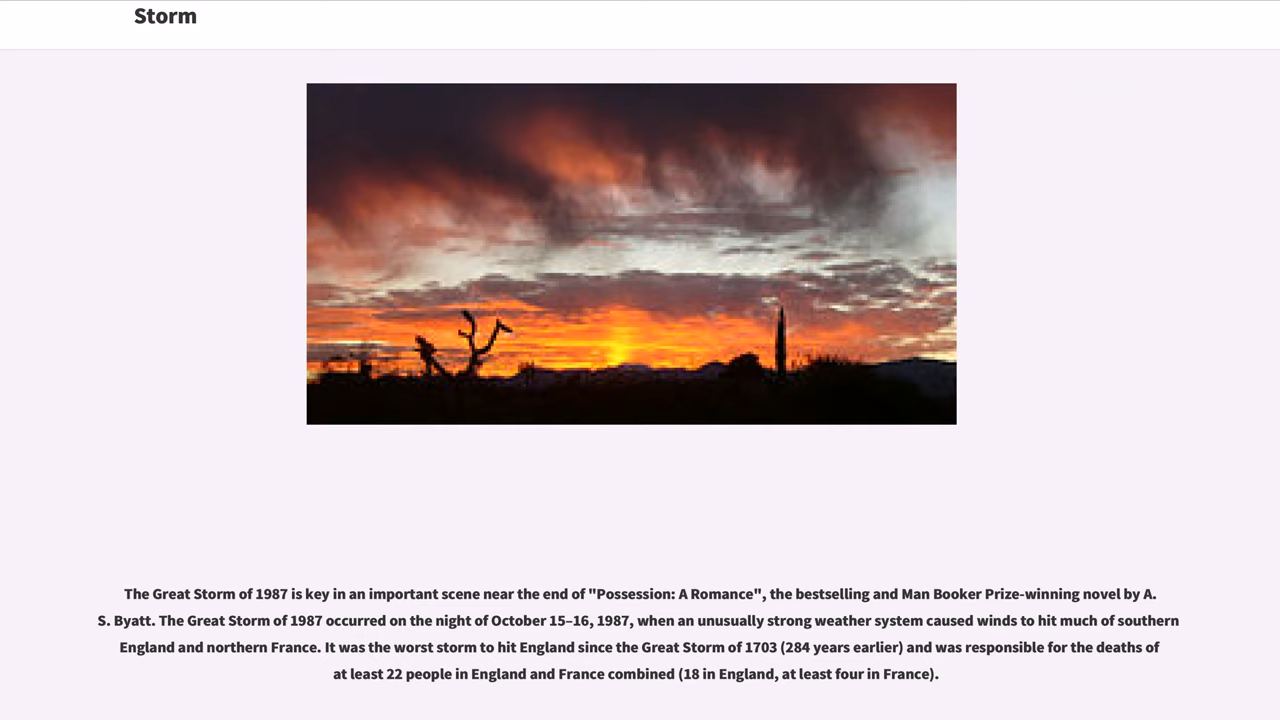 Storm
The Great Storm of 1987 is key in an important scene near the end of "Possession: A Romance", the bestselling and Man Booker Prize-winning novel by A.
S. Byatt. The Great Storm of 1987 occurred on the night of October 15–16, 1987, when an unusually strong weather system caused winds to hit much of southern
England and northern France. It was the worst storm to hit England since the Great Storm of 1703 (284 years earlier) and was responsible for the deaths of
at least 22 people in England and France combined (18 in England, at least four in France).